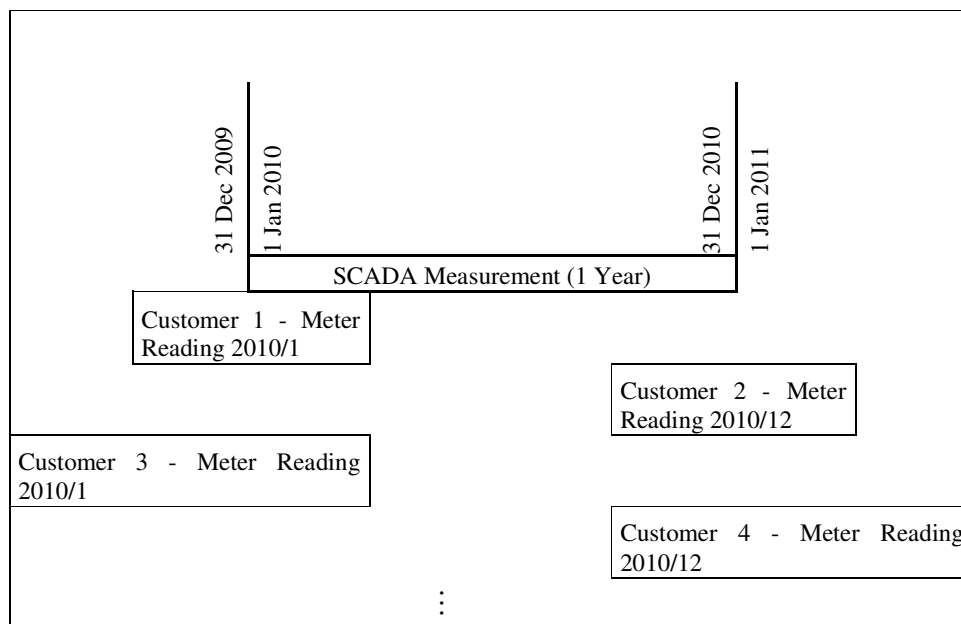 31 Dec 2009
1 Jan 2010
31 Dec 2010
1 Jan 2011
SCADA Measurement (1 Year)
Customer 1 - Meter
Reading 2010/1
Customer 2 - Meter
Reading 2010/12
Customer 3 - Meter Reading
2010/1
Customer 4 - Meter Reading
2010/12
⋮